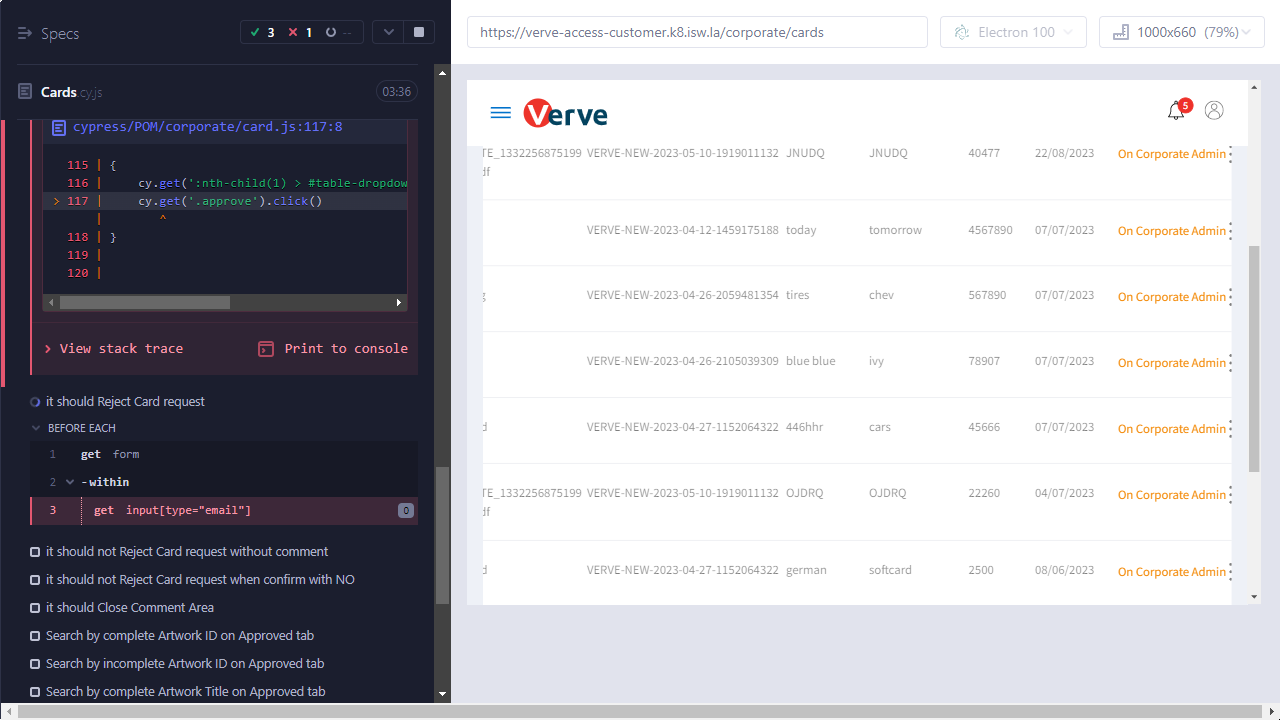 Specs
3
1
--
Cards.cy.js
03:36
cypress/POM/corporate/card.js:117:8
115 | {
116 | cy.get(':nth-child(1) > #table-dropdow
> 117 | cy.get('.approve').click()
| ^
118 | }
119 |
120 |
View stack trace
Print to console
it should Reject Card request
BEFORE EACH
1 get form
2 -within
3 get input[type="email"] 0
it should not Reject Card request without comment
it should not Reject Card request when confirm with NO
it should Close Comment Area
Search by complete Artwork ID on Approved tab
Search by incomplete Artwork ID on Approved tab
Search by complete Artwork Title on Approved tab
https://verve-access-customer.k8.isw.la/corporate/cards
Electron 100
1000x660 (79%)
Verve
5
TE_1332256875199 VERVE-NEW-2023-05-10-1919011132 JNUDQ JNUDQ 40477 22/08/2023 On Corporate Admin
df
VERVE-NEW-2023-04-12-1459175188 today tomorrow 4567890 07/07/2023 On Corporate Admin
g VERVE-NEW-2023-04-26-2059481354 tires chev 567890 07/07/2023 On Corporate Admin
VERVE-NEW-2023-04-26-2105039309 blue blue ivy 78907 07/07/2023 On Corporate Admin
d VERVE-NEW-2023-04-27-1152064322 446hhr cars 45666 07/07/2023 On Corporate Admin
TE_1332256875199 VERVE-NEW-2023-05-10-1919011132 OJDRQ OJDRQ 22260 04/07/2023 On Corporate Admin
df
d VERVE-NEW-2023-04-27-1152064322 german softcard 2500 08/06/2023 On Corporate Admin